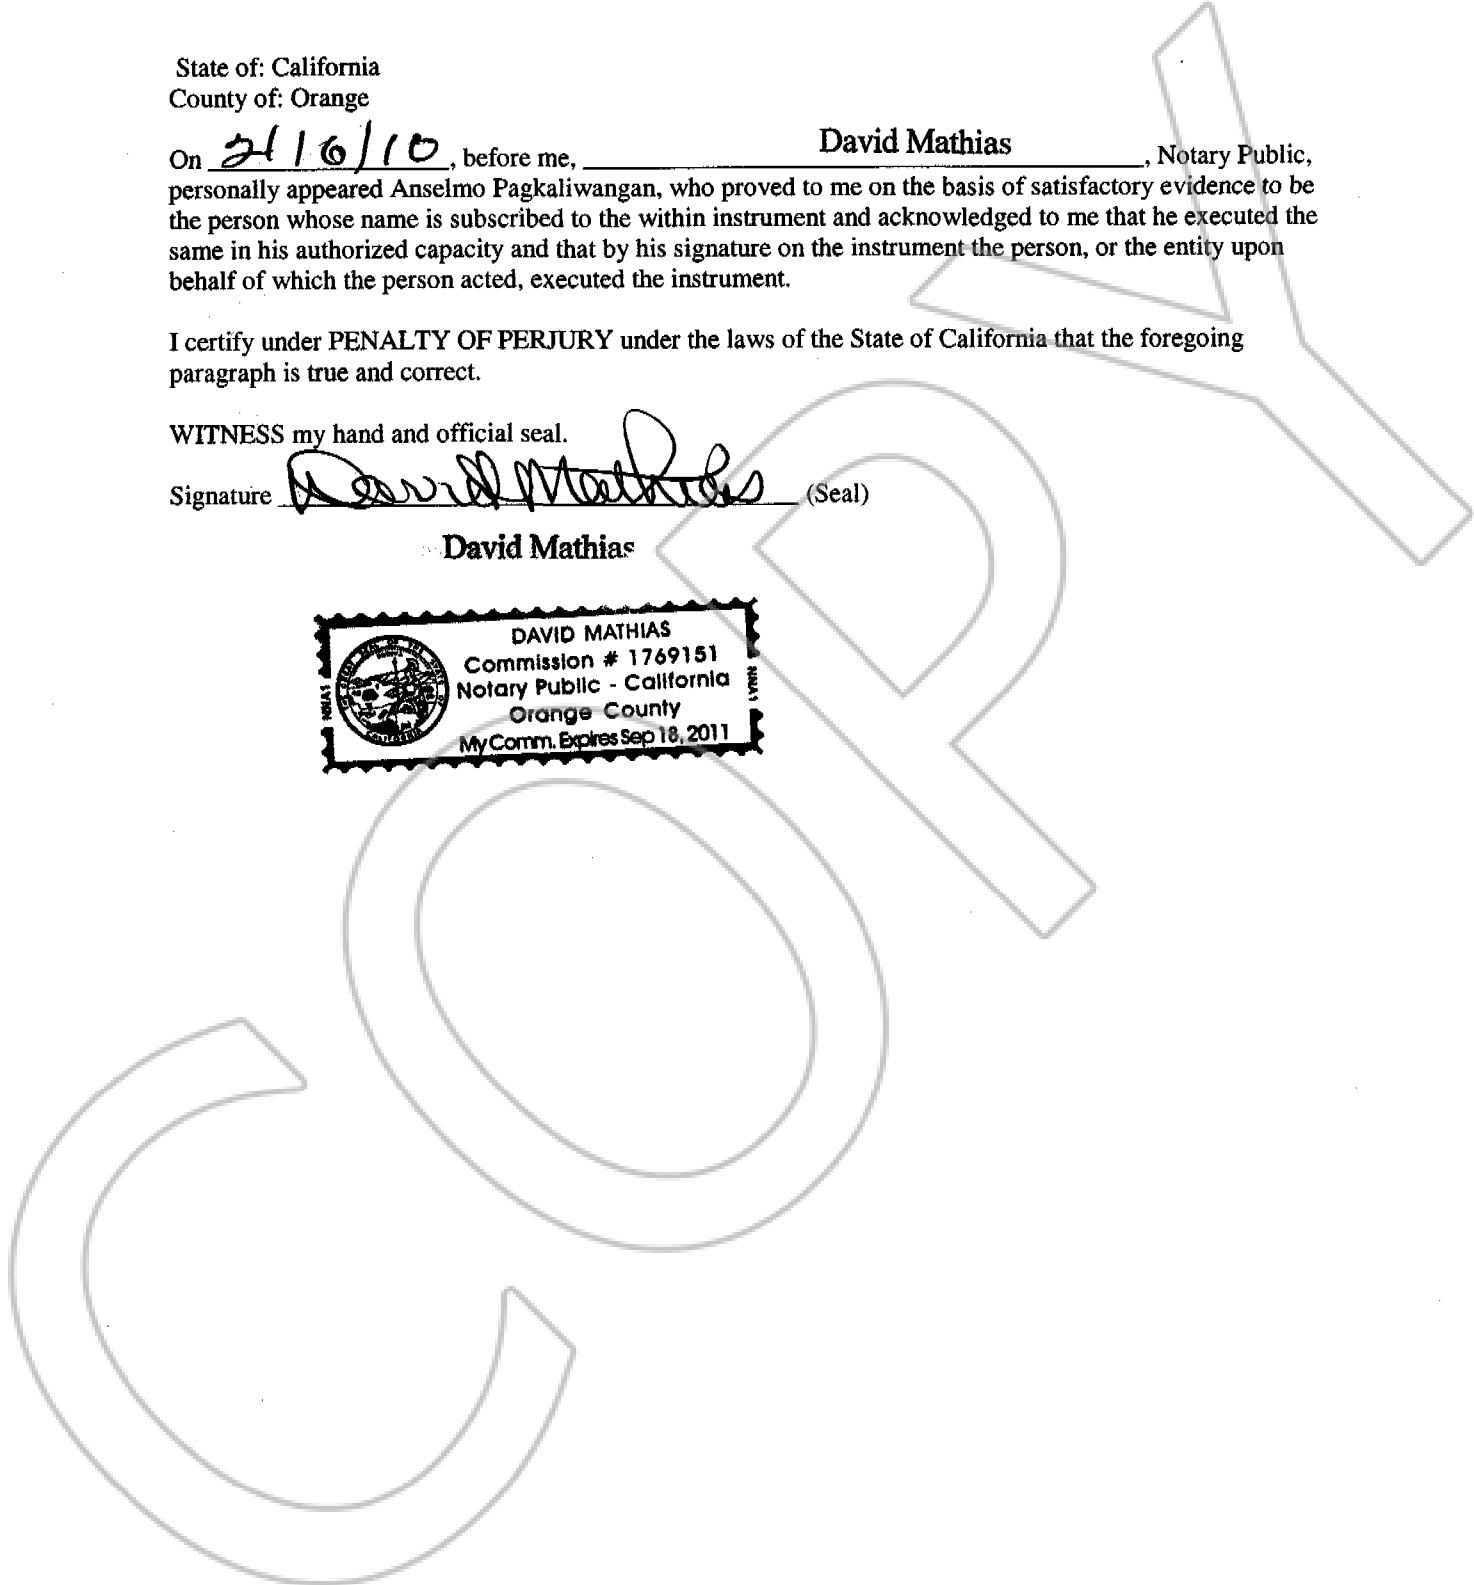 State of: California
County of: Orange
On 2/16/10, before me, David Mathias, Notary Public,
personally appeared Anselmo Pagkaliwangan, who proved to me on the basis of satisfactory evidence to be
the person whose name is subscribed to the within instrument and acknowledged to me that he executed the
same in his authorized capacity and that by his signature on the instrument the person, or the entity upon
behalf of which the person acted, executed the instrument.
I certify under PENALTY OF PERJURY under the laws of the State of California that the foregoing
paragraph is true and correct.
WITNESS my hand and official seal.
Signature David Mathias (Seal)
David Mathias
DAVID MATHIAS
Commission # 1769151
Notary Public - California
Orange County
My Comm. Expires Sep 18, 2011
NNA1
NNA1
COPY